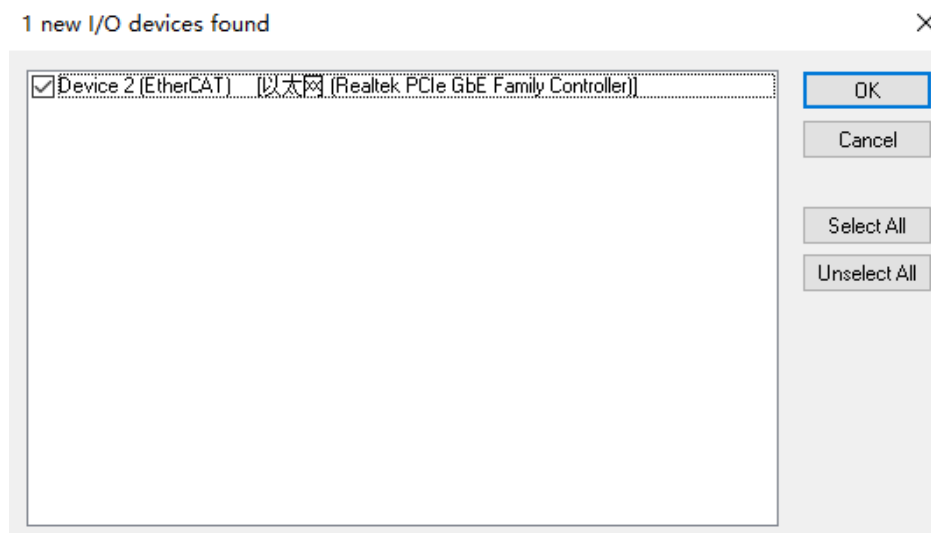 1 new I/O devices found
Device 2 (EtherCAT) [以太网 (Realtek PCIe GbE Family Controller)]
OK
Cancel
Select All
Unselect All